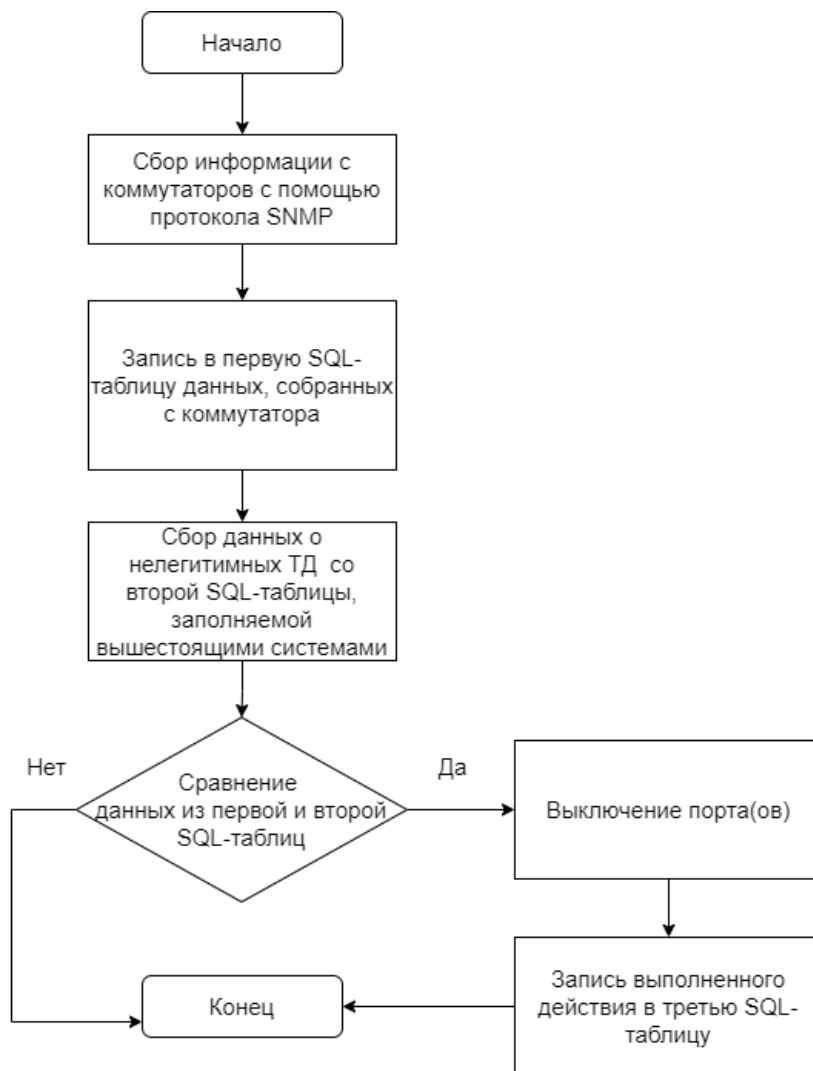 Начало
Сбор информации с
коммутаторов с помощью
протокола SNMP
Запись в первую SQL-
таблицу данных, собранных
с коммутатора
Сбор данных о
нелегитимных ТД со
второй SQL-таблицы,
заполняемой
вышестоящими системами
Нет
Да
Сравнение
данных из первой и второй
SQL-таблиц
Выключение порта(ов)
Запись выполненного
действия в третью SQL-
таблицу
Конец